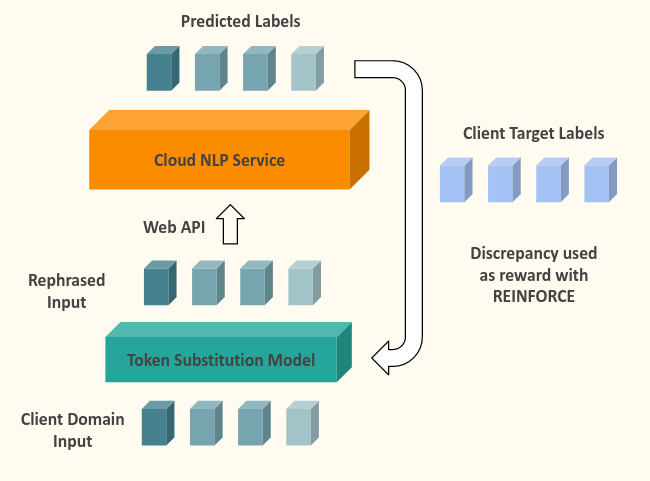 Predicted Labels
Cloud NLP Service
Client Target Labels
Web API
Discrepancy used
as reward with
REINFORCE
Rephrased
Input
Token Substitution Model
Client Domain
Input